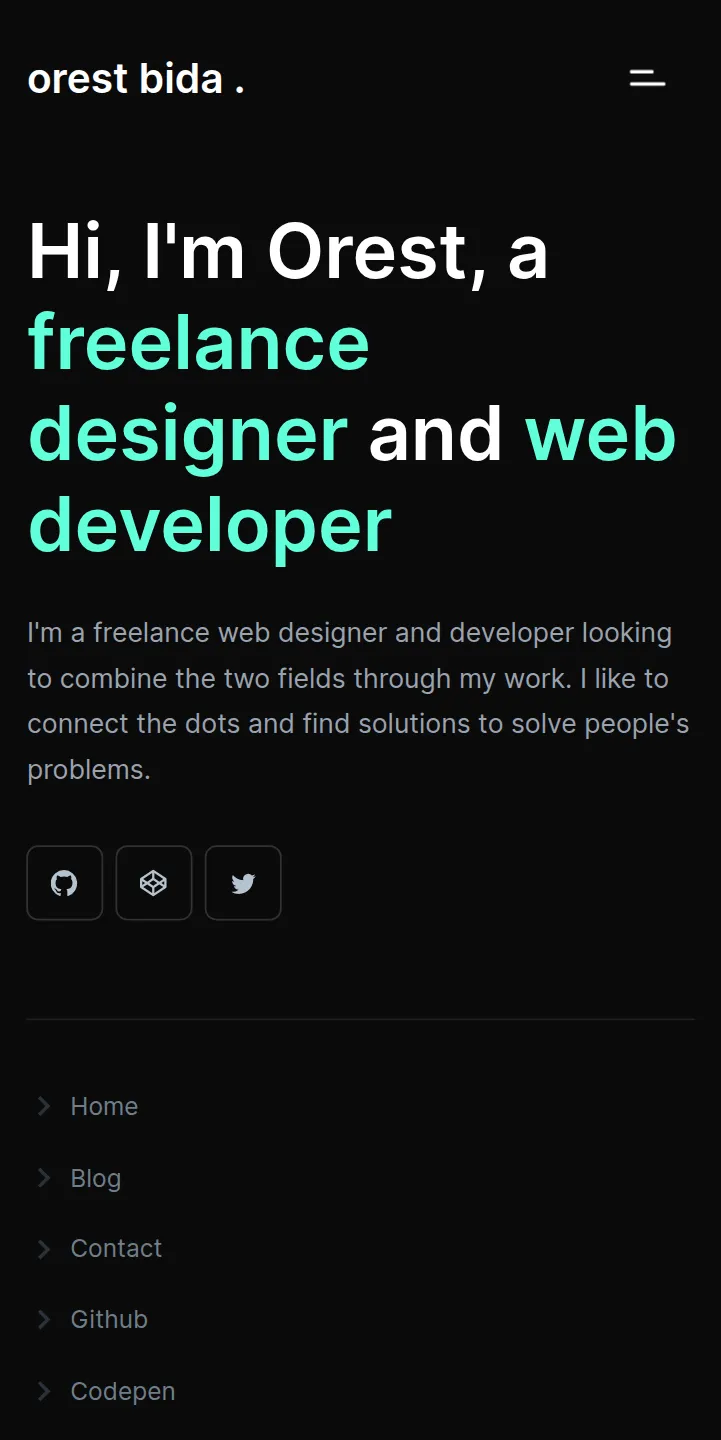 orest bida .
Hi, I'm Orest, a
freelance
designer and web
developer
I'm a freelance web designer and developer looking
to combine the two fields through my work. I like to
connect the dots and find solutions to solve people's
problems.
Home
Blog
Contact
Github
Codepen